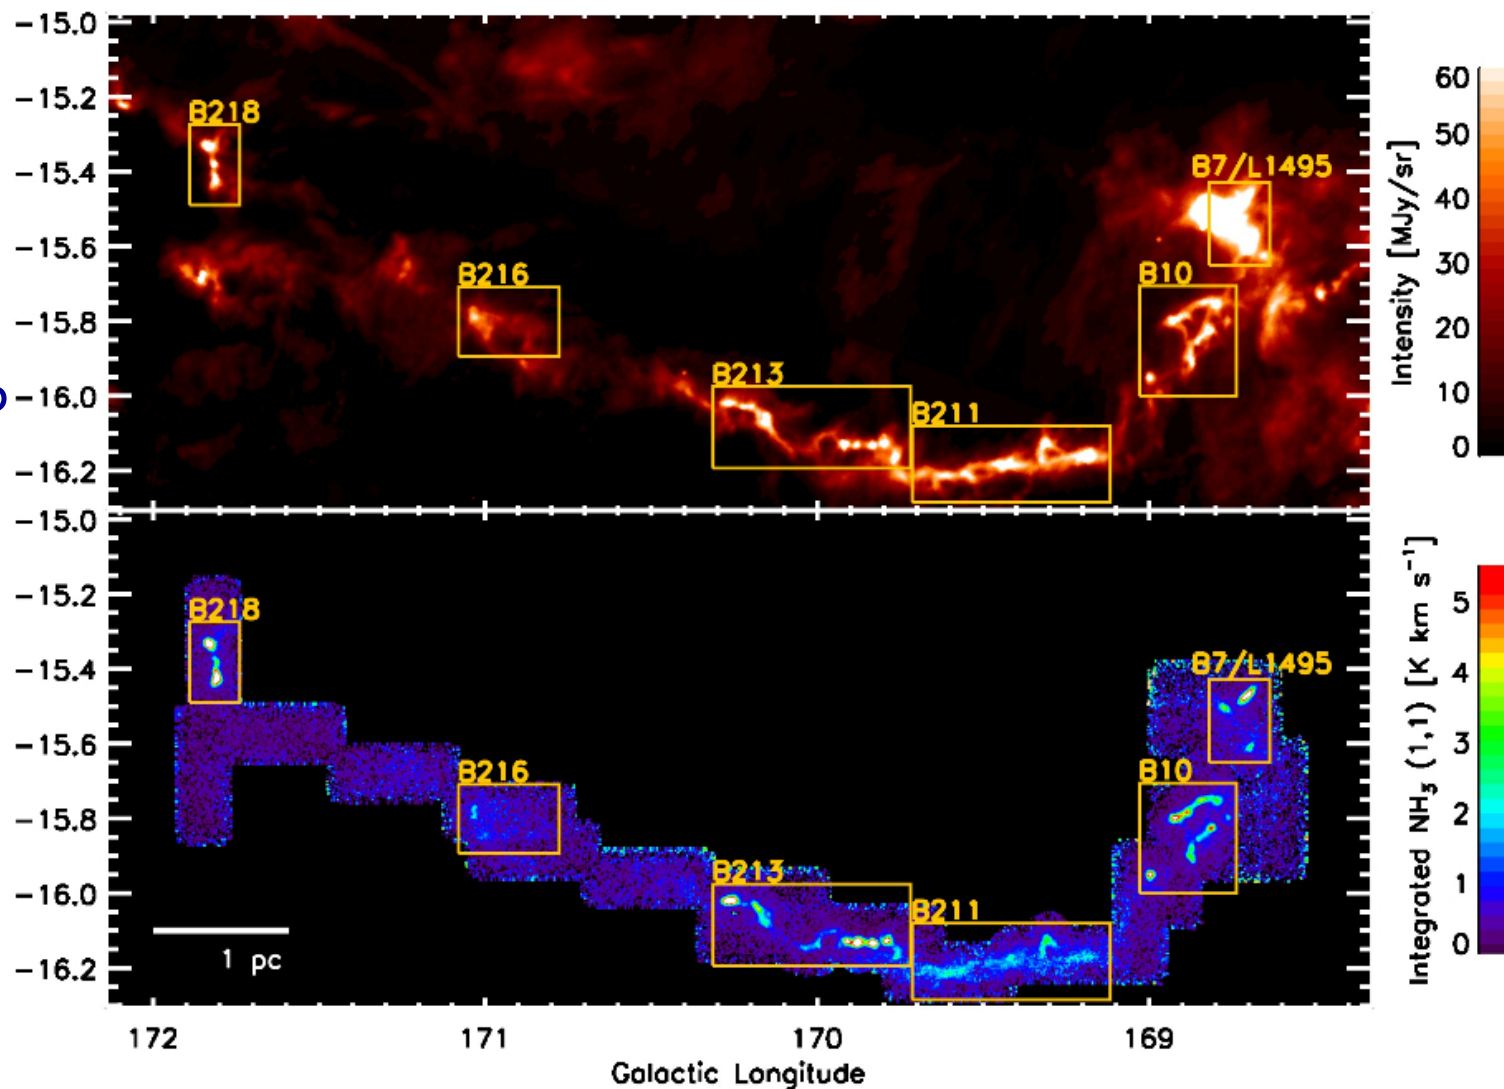 −15.0
−15.2
B218
−15.4
B7/L1495
−15.6
B216
B10
−15.8
−16.0
B213
B211
−16.2
60
50
40
30
20
10
0
Intensity [MJy/sr]
−15.0
−15.2
B218
−15.4
B7/L1495
−15.6
B216
B10
−15.8
−16.0
B213
B211
−16.2
1 pc
5
4
3
2
1
0
Integrated NH₃ (1,1) [K km s⁻¹]
172 171 170 169
Galactic Longitude